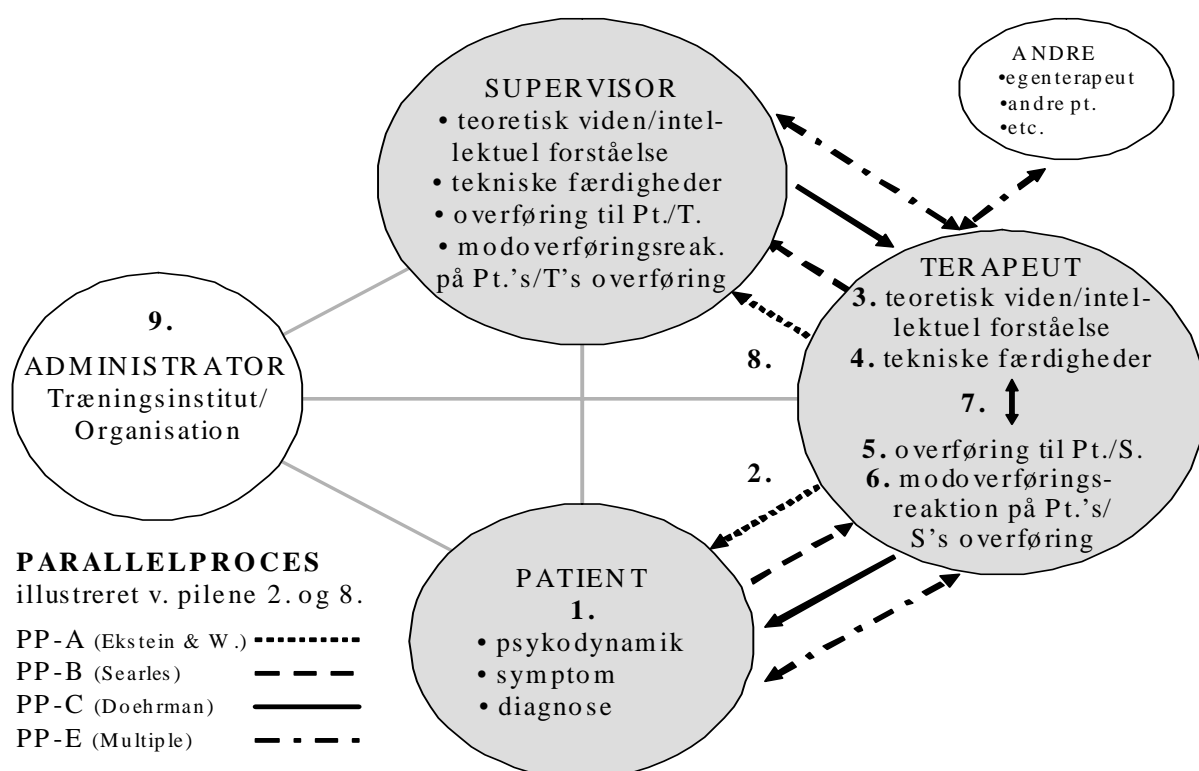 ANDRE
•egenterapeut
•andre pt.
•etc.
SUPERVISOR
• teoretisk viden/intel-
lektuel forståelse
• tekniske færdigheder
• overføring til Pt./T.
• modoverføringsreak.
på Pt.'s/T's overføring
TERAPEUT
3. teoretisk viden/intel-
lektuel forståelse
4. tekniske færdigheder
7.
5. overføring til Pt./S.
6. modoverførings-
reaktion på Pt.'s/
S's overføring
9.
ADMINISTRATOR
Træningsinstitut/
Organisation
8.
2.
PATIENT
1.
• psykodynamik
• symptom
• diagnose
PARALLELPROCES
illustreret v. pilene 2. og 8.
PP-A (Ekstein & W.)
PP-B (Searles)
PP-C (Doehrman)
PP-E (Multiple)